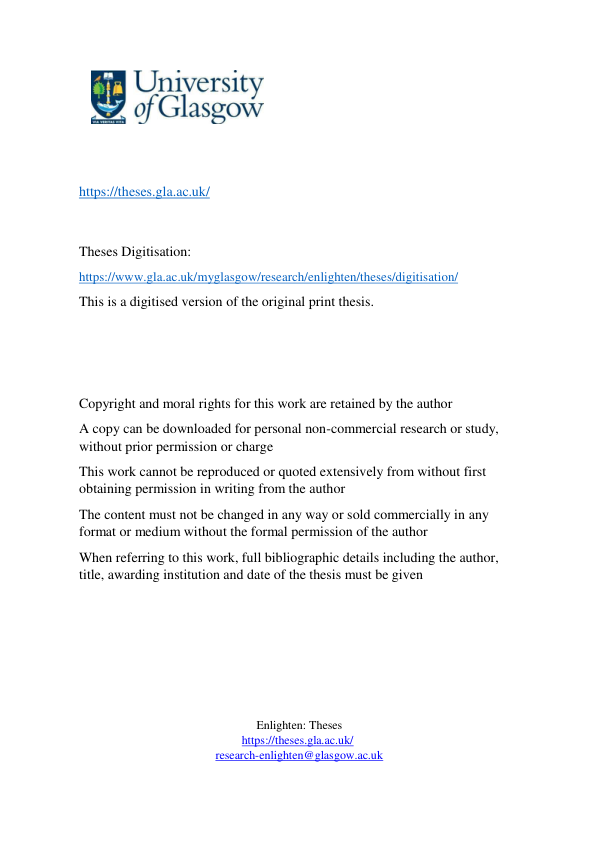 University
of Glasgow
https://theses.gla.ac.uk/
Theses Digitisation:
https://www.gla.ac.uk/myglasgow/research/enlighten/theses/digitisation/
This is a digitised version of the original print thesis.
Copyright and moral rights for this work are retained by the author
A copy can be downloaded for personal non-commercial research or study,
without prior permission or charge
This work cannot be reproduced or quoted extensively from without first
obtaining permission in writing from the author
The content must not be changed in any way or sold commercially in any
format or medium without the formal permission of the author
When referring to this work, full bibliographic details including the author,
title, awarding institution and date of the thesis must be given
Enlighten: Theses
https://theses.gla.ac.uk/
research-enlighten@glasgow.ac.uk